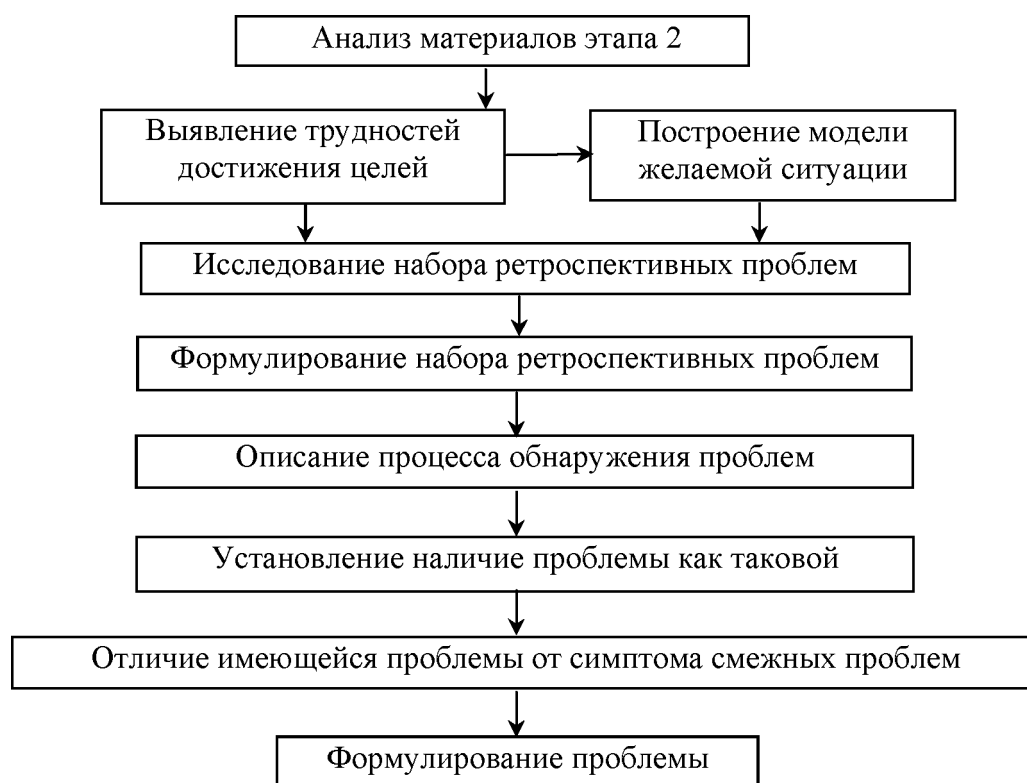 Анализ материалов этапа 2
Выявление трудностей
достижения целей
Построение модели
желаемой ситуации
Исследование набора ретроспективных проблем
Формулирование набора ретроспективных проблем
Описание процесса обнаружения проблем
Установление наличие проблемы как таковой
Отличие имеющейся проблемы от симптома смежных проблем
Формулирование проблемы